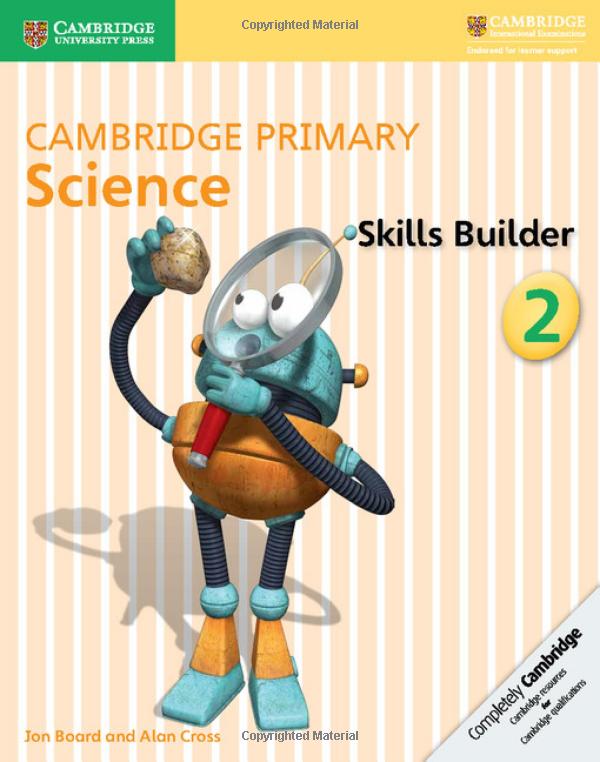 Copyrighted Material
CAMBRIDGE
UNIVERSITY PRESS
CAMBRIDGE
International Examinations
Endorsed for learner support
CAMBRIDGE PRIMARY
Science
Skills Builder
2
Completely Cambridge
Cambridge resources
for
Cambridge qualifications
Jon Board and Alan Cross
Copyrighted Material